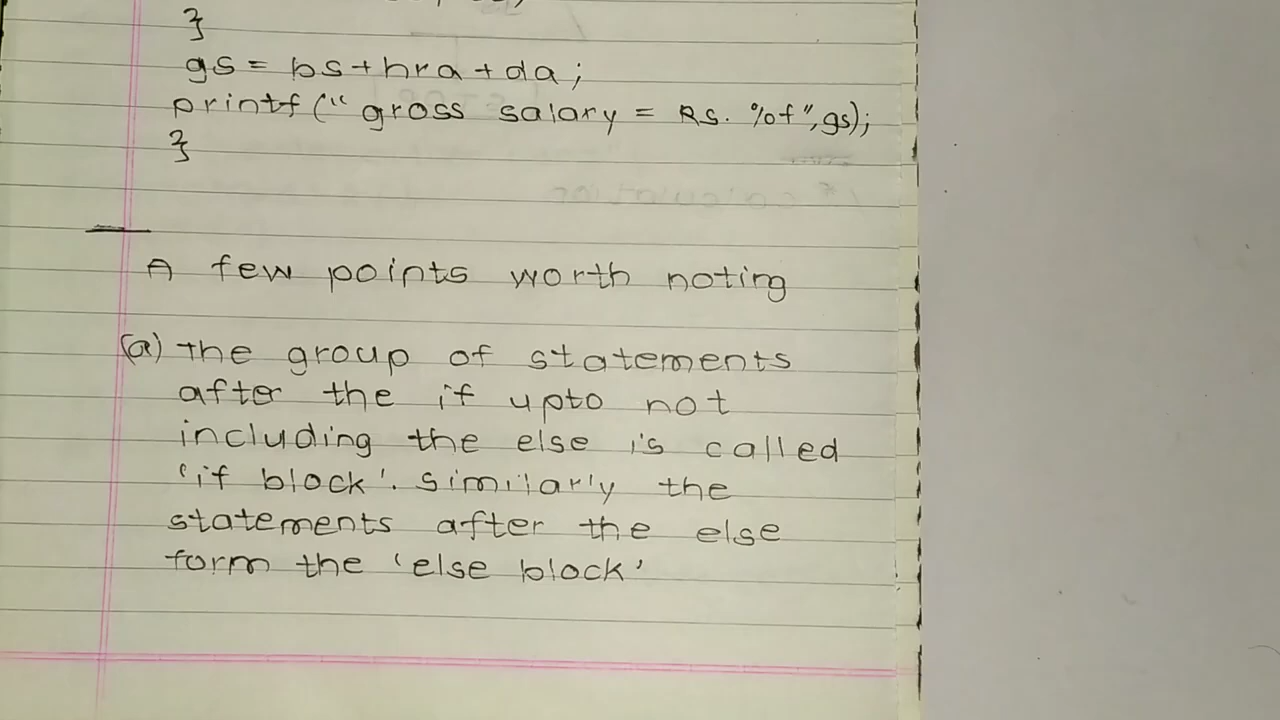 }
gs = bs+hra+da;
printf(“ gross salary = Rs. %f”,gs);
}
A few points worth noting
(a) the group of statements
after the if upto not
including the else is called
‘if block’. similarly the
statements after the else
form the ‘else block’